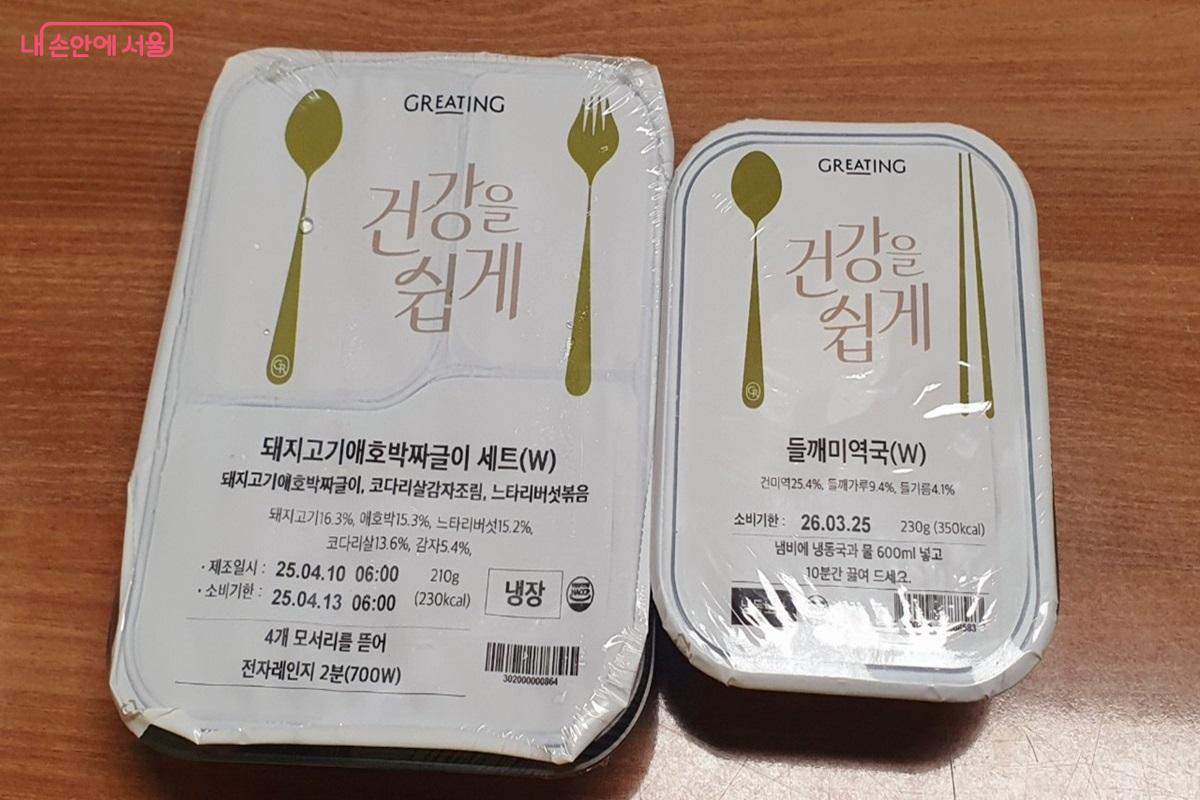 내 손안에 서울
GREATING
건강을
쉽게
GR
돼지고기애호박짜글이 세트(W)
돼지고기애호박짜글이, 코다리살감자조림, 느타리버섯볶음
돼지고기16.3%, 애호박15.3%, 느타리버섯15.2%,
코다리살13.6%, 감자5.4%,
· 제조일시 : 25.04.10 06:00
· 소비기한 : 25.04.13 06:00
210g
(230kcal)
냉장
HACCP
4개 모서리를 뜯어
전자레인지 2분(700W)
302000000864
GREATING
건강을
쉽게
GR
들깨미역국(W)
건미역25.4%, 들깨가루9.4%, 들기름4.1%
소비기한 : 26.03.25 230g (350kcal)
냄비에 냉동국과 물 600ml 넣고
10분간 끓여 드세요.